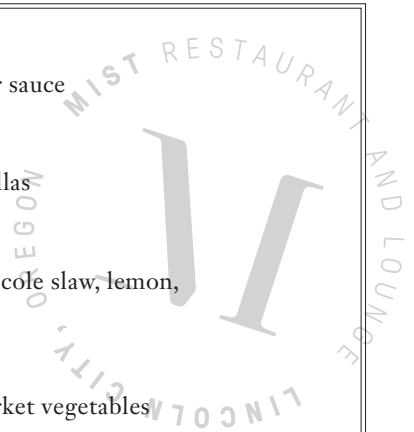 r sauce
llas
cole slaw, lemon,
rket vegetables
MIST RESTAURANT AND LOUNGE
LINCOLN CITY, OREGON
M